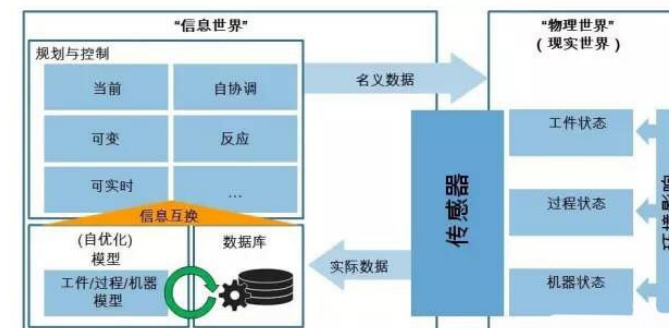 “信息世界”
规划与控制
当前
自协调
可变
反应
可实时
...
信息互换
(自优化)
模型
工件/过程/机器
模型
数据库
名义数据
实际数据
传感器
“物理世界”
(现实世界)
工件状态
过程状态
机器状态